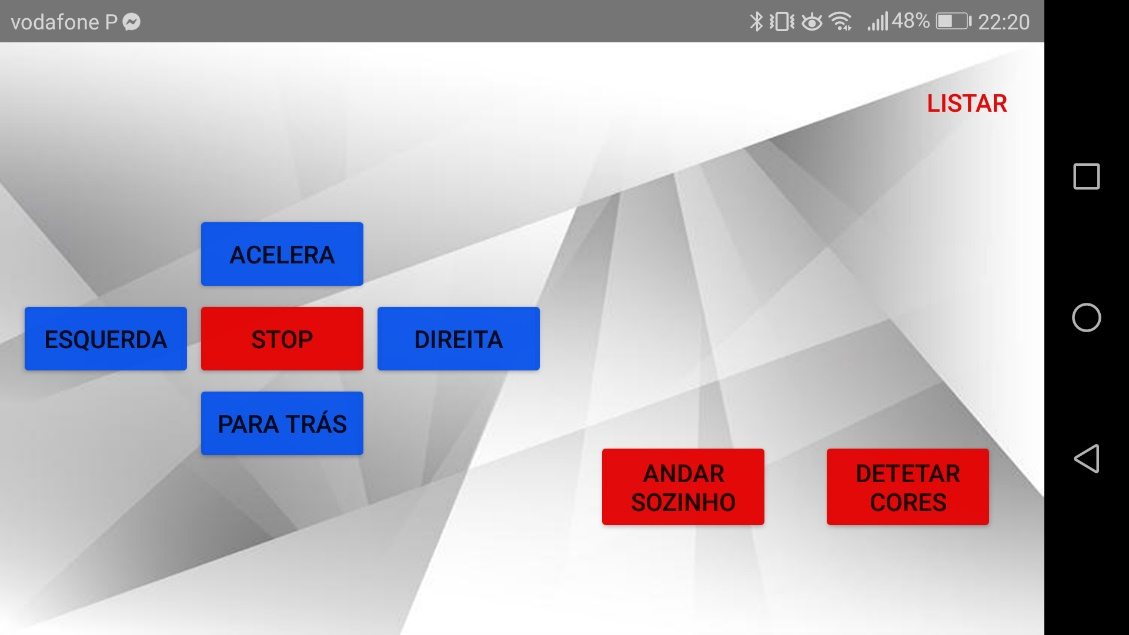 vodafone P
48%
22:20
LISTAR
ACELERA
ESQUERDA
STOP
DIREITA
PARA TRÁS
ANDAR
SOZINHO
DETETAR
CORES